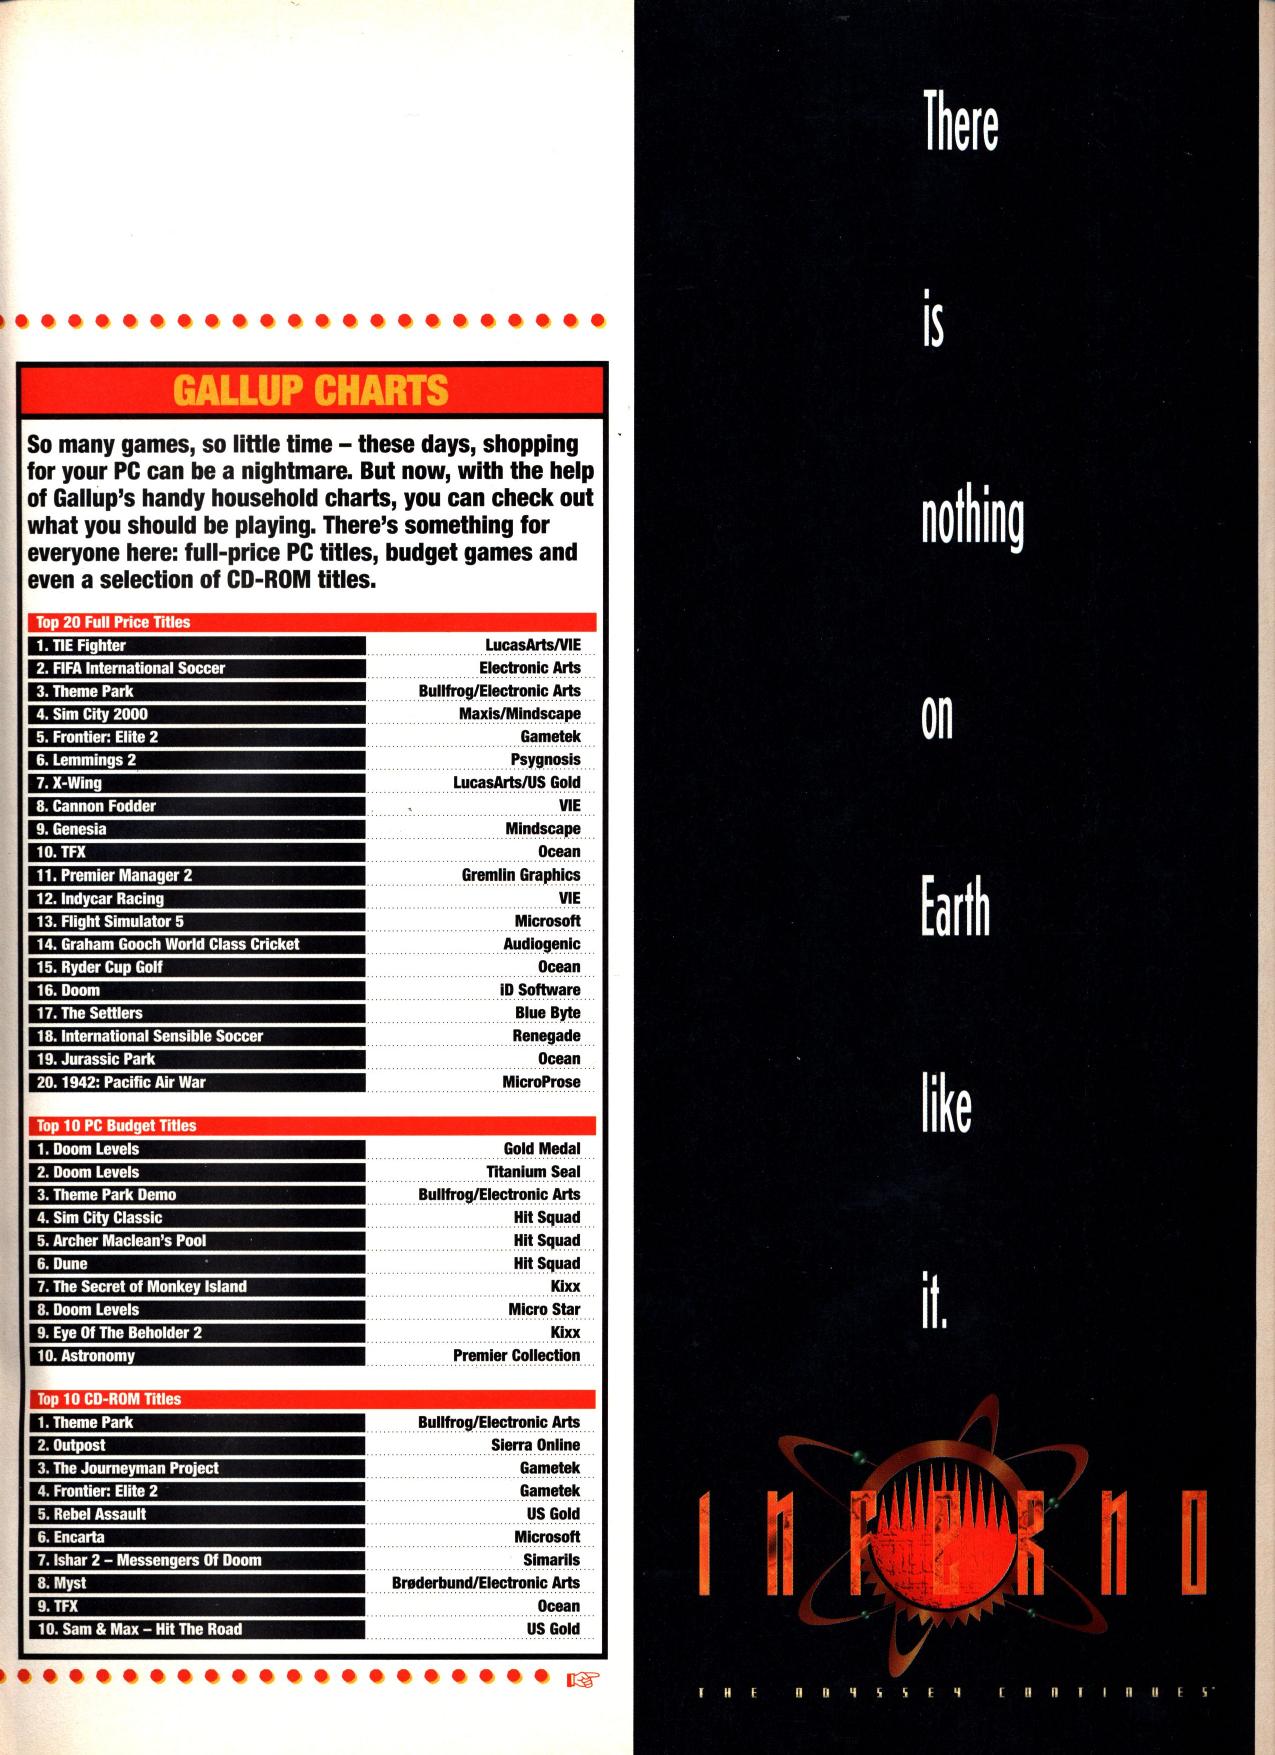 GALLUP CHARTS
So many games, so little time – these days, shopping
for your PC can be a nightmare. But now, with the help
of Gallup's handy household charts, you can check out
what you should be playing. There's something for
everyone here: full-price PC titles, budget games and
even a selection of CD-ROM titles.
Top 20 Full Price Titles
1. TIE Fighter LucasArts/VIE
2. FIFA International Soccer Electronic Arts
3. Theme Park Bullfrog/Electronic Arts
4. Sim City 2000 Maxis/Mindscape
5. Frontier: Elite 2 Gametek
6. Lemmings 2 Psygnosis
7. X-Wing LucasArts/US Gold
8. Cannon Fodder VIE
9. Genesia Mindscape
10. TFX Ocean
11. Premier Manager 2 Gremlin Graphics
12. Indycar Racing VIE
13. Flight Simulator 5 Microsoft
14. Graham Gooch World Class Cricket Audiogenic
15. Ryder Cup Golf Ocean
16. Doom iD Software
17. The Settlers Blue Byte
18. International Sensible Soccer Renegade
19. Jurassic Park Ocean
20. 1942: Pacific Air War MicroProse
Top 10 PC Budget Titles
1. Doom Levels Gold Medal
2. Doom Levels Titanium Seal
3. Theme Park Demo Bullfrog/Electronic Arts
4. Sim City Classic Hit Squad
5. Archer Maclean's Pool Hit Squad
6. Dune Hit Squad
7. The Secret of Monkey Island Kixx
8. Doom Levels Micro Star
9. Eye Of The Beholder 2 Kixx
10. Astronomy Premier Collection
Top 10 CD-ROM Titles
1. Theme Park Bullfrog/Electronic Arts
2. Outpost Sierra Online
3. The Journeyman Project Gametek
4. Frontier: Elite 2 Gametek
5. Rebel Assault US Gold
6. Encarta Microsoft
7. Ishar 2 – Messengers Of Doom Simarils
8. Myst Brøderbund/Electronic Arts
9. TFX Ocean
10. Sam & Max – Hit The Road US Gold
There
is
nothing
on
Earth
like
it.
INFERNO
THE ODYSSEY CONTINUES